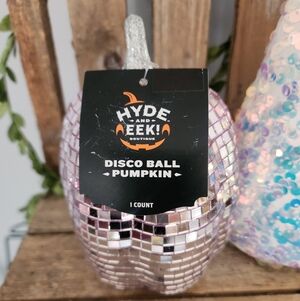 HYDE
AND
EEK!
BOUTIQUE
DISCO BALL
PUMPKIN
1 COUNT